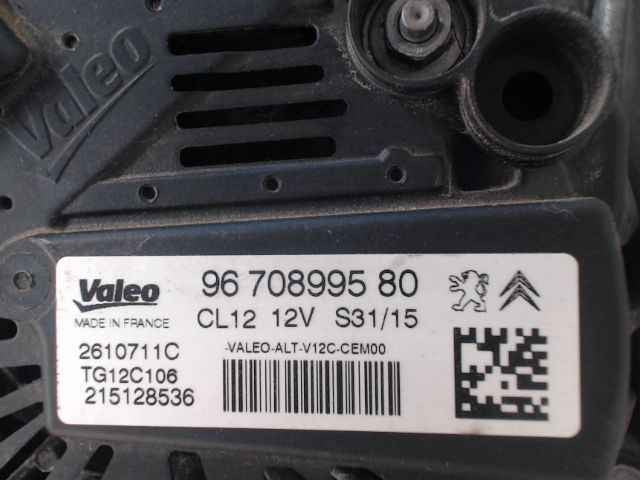 Valeo
Valeo
MADE IN FRANCE
96 708995 80
CL12 12V S31/15
2610711C
TG12C106
215128536
-VALEO-ALT-V12C-CEM00